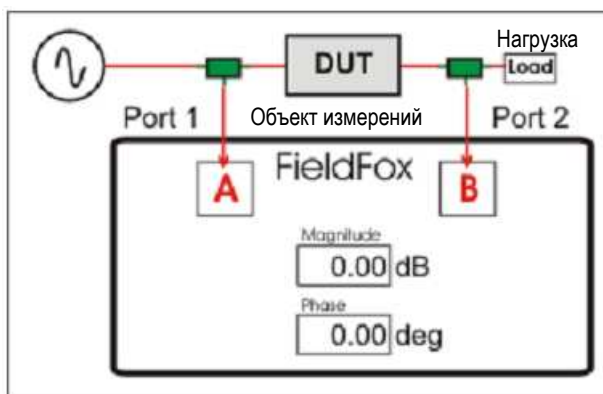 Нагрузка
DUT
Load
Port 1
Объект измерений
Port 2
FieldFox
A
B
Magnitude
0.00 dB
Phase
0.00 deg